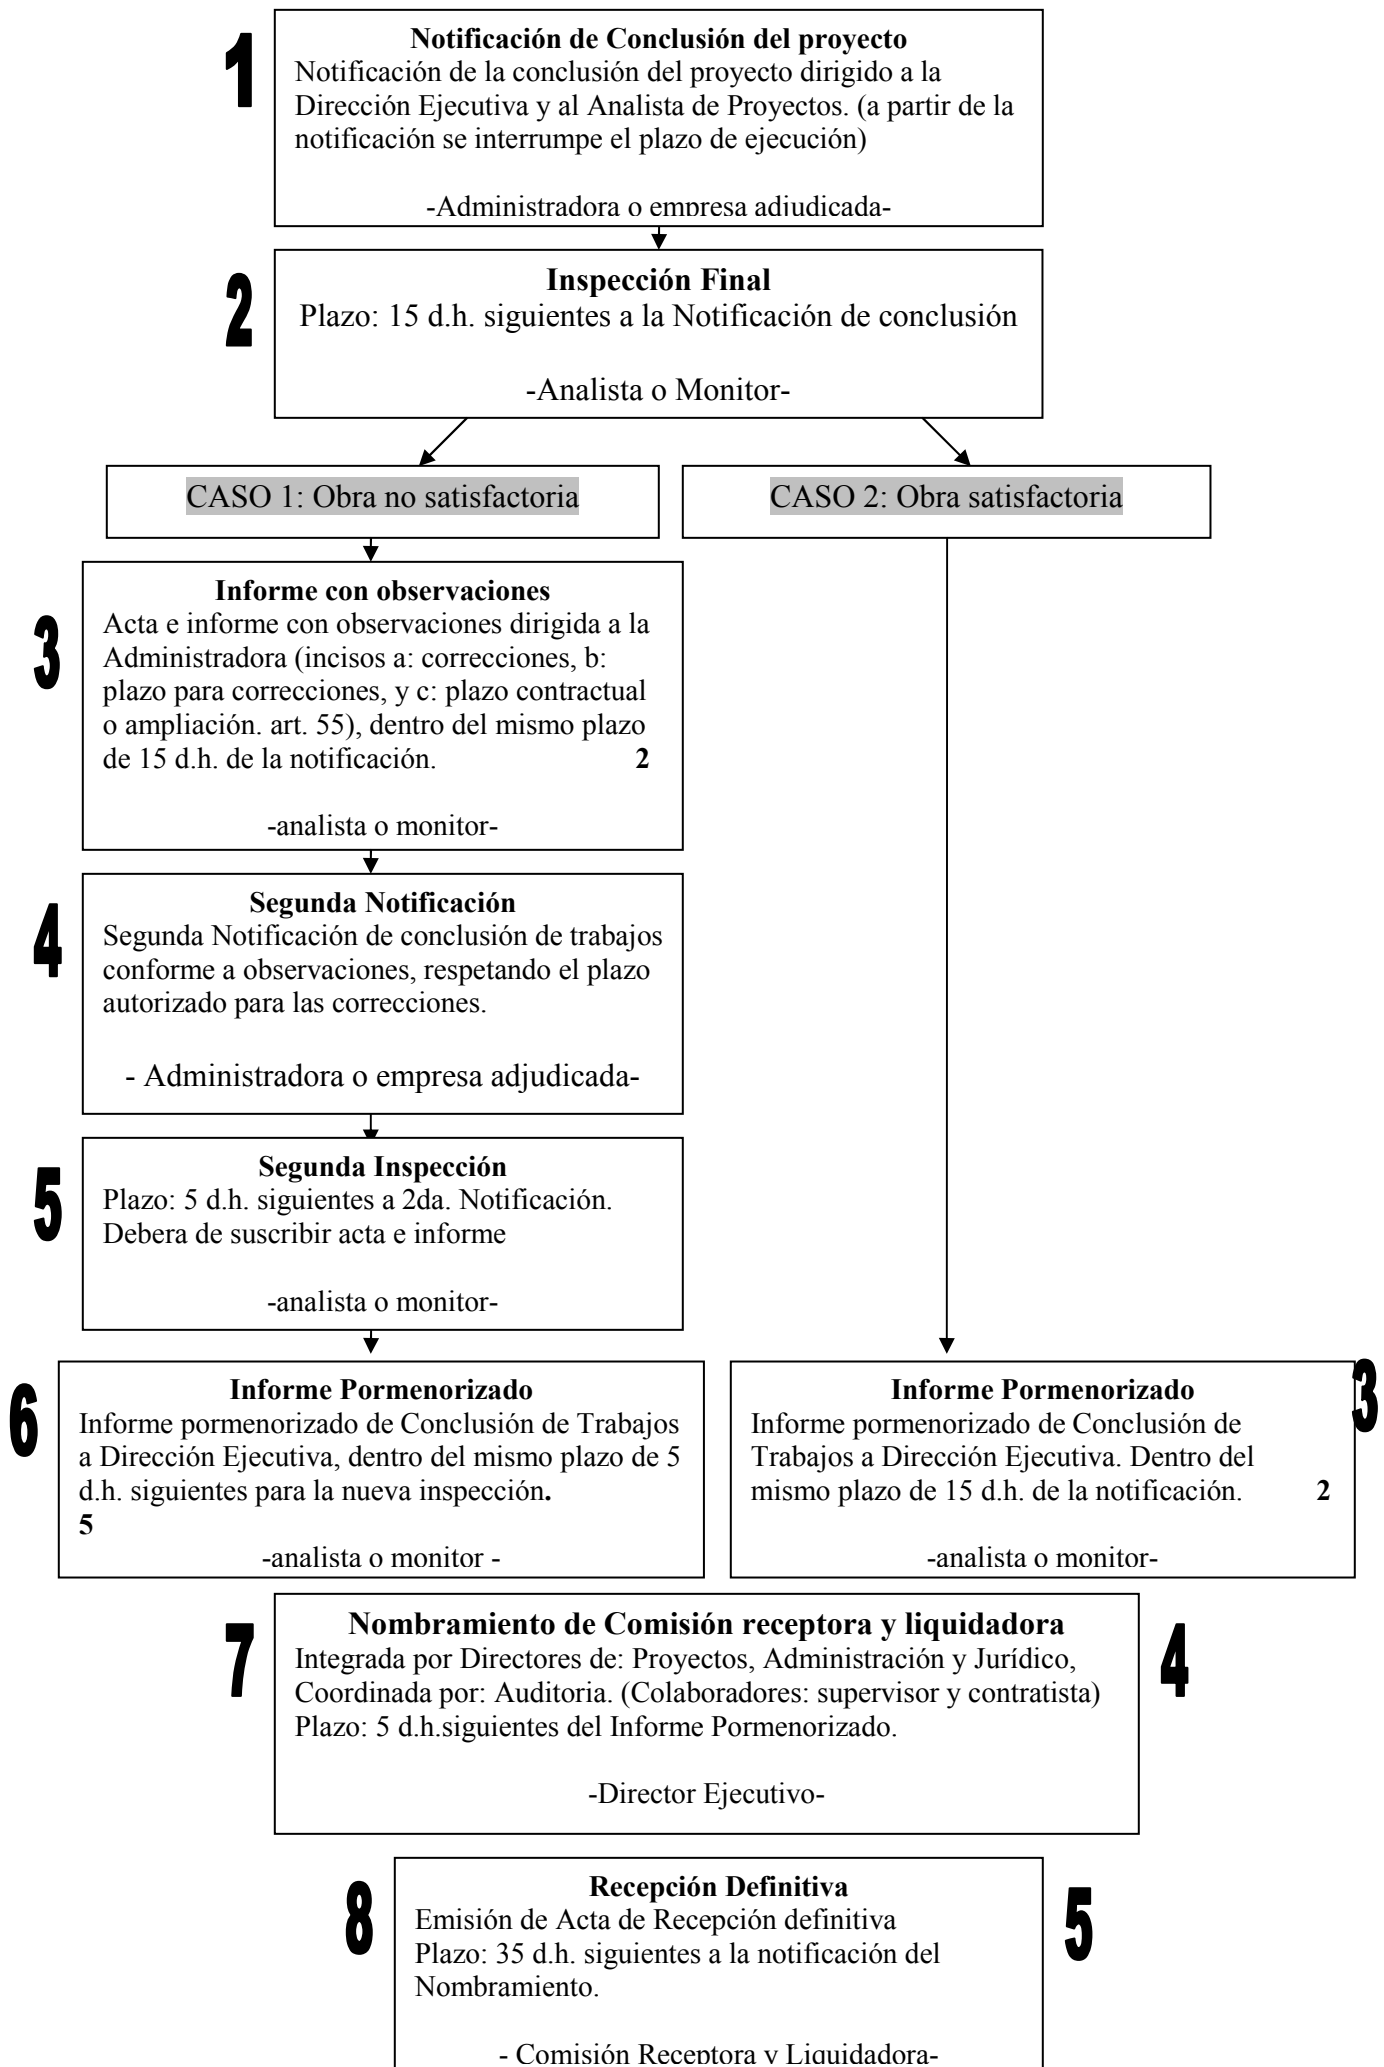 1
Notificación de Conclusión del proyecto
Notificación de la conclusión del proyecto dirigido a la
Dirección Ejecutiva y al Analista de Proyectos. (a partir de la
notificación se interrumpe el plazo de ejecución)
-Administradora o empresa adjudicada-
2
Inspección Final
Plazo: 15 d.h. siguientes a la Notificación de conclusión
-Analista o Monitor-
CASO 1: Obra no satisfactoria
CASO 2: Obra satisfactoria
3
Informe con observaciones
Acta e informe con observaciones dirigida a la
Administradora (incisos a: correcciones, b:
plazo para correcciones, y c: plazo contractual
o ampliación. art. 55), dentro del mismo plazo
de 15 d.h. de la notificación. 2
-analista o monitor-
4
Segunda Notificación
Segunda Notificación de conclusión de trabajos
conforme a observaciones, respetando el plazo
autorizado para las correcciones.
- Administradora o empresa adjudicada-
5
Segunda Inspección
Plazo: 5 d.h. siguientes a 2da. Notificación.
Debera de suscribir acta e informe
-analista o monitor-
6
Informe Pormenorizado
Informe pormenorizado de Conclusión de Trabajos
a Dirección Ejecutiva, dentro del mismo plazo de 5
d.h. siguientes para la nueva inspección.
5
-analista o monitor -
3
Informe Pormenorizado
Informe pormenorizado de Conclusión de
Trabajos a Dirección Ejecutiva. Dentro del
mismo plazo de 15 d.h. de la notificación. 2
-analista o monitor-
7
Nombramiento de Comisión receptora y liquidadora
Integrada por Directores de: Proyectos, Administración y Jurídico,
Coordinada por: Auditoria. (Colaboradores: supervisor y contratista)
Plazo: 5 d.h.siguientes del Informe Pormenorizado.
-Director Ejecutivo-
4
8
Recepción Definitiva
Emisión de Acta de Recepción definitiva
Plazo: 35 d.h. siguientes a la notificación del
Nombramiento.
- Comisión Receptora y Liquidadora-
5